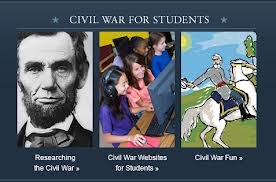 CIVIL WAR FOR STUDENTS
Researching
the Civil War »
Civil War Websites
for Students »
Civil War Fun »